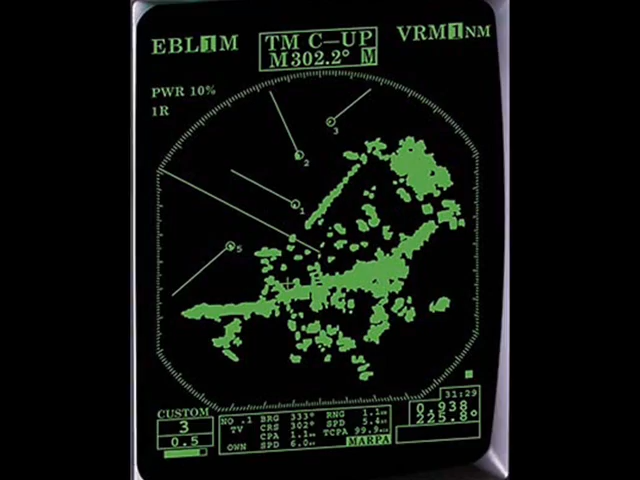 EBL1M
TM C—UP
M302.2° M
VRM1NM
PWR 10%
1R
3
2
1
5
CUSTOM
3
0.5
NO .1 BRG 333° RNG 1.1
TV CRS 302° SPD 5.4
CPA 1.1 TCPA 99.9
OWN SPD 6.0 MARPA
31:29
0.938
225.8°